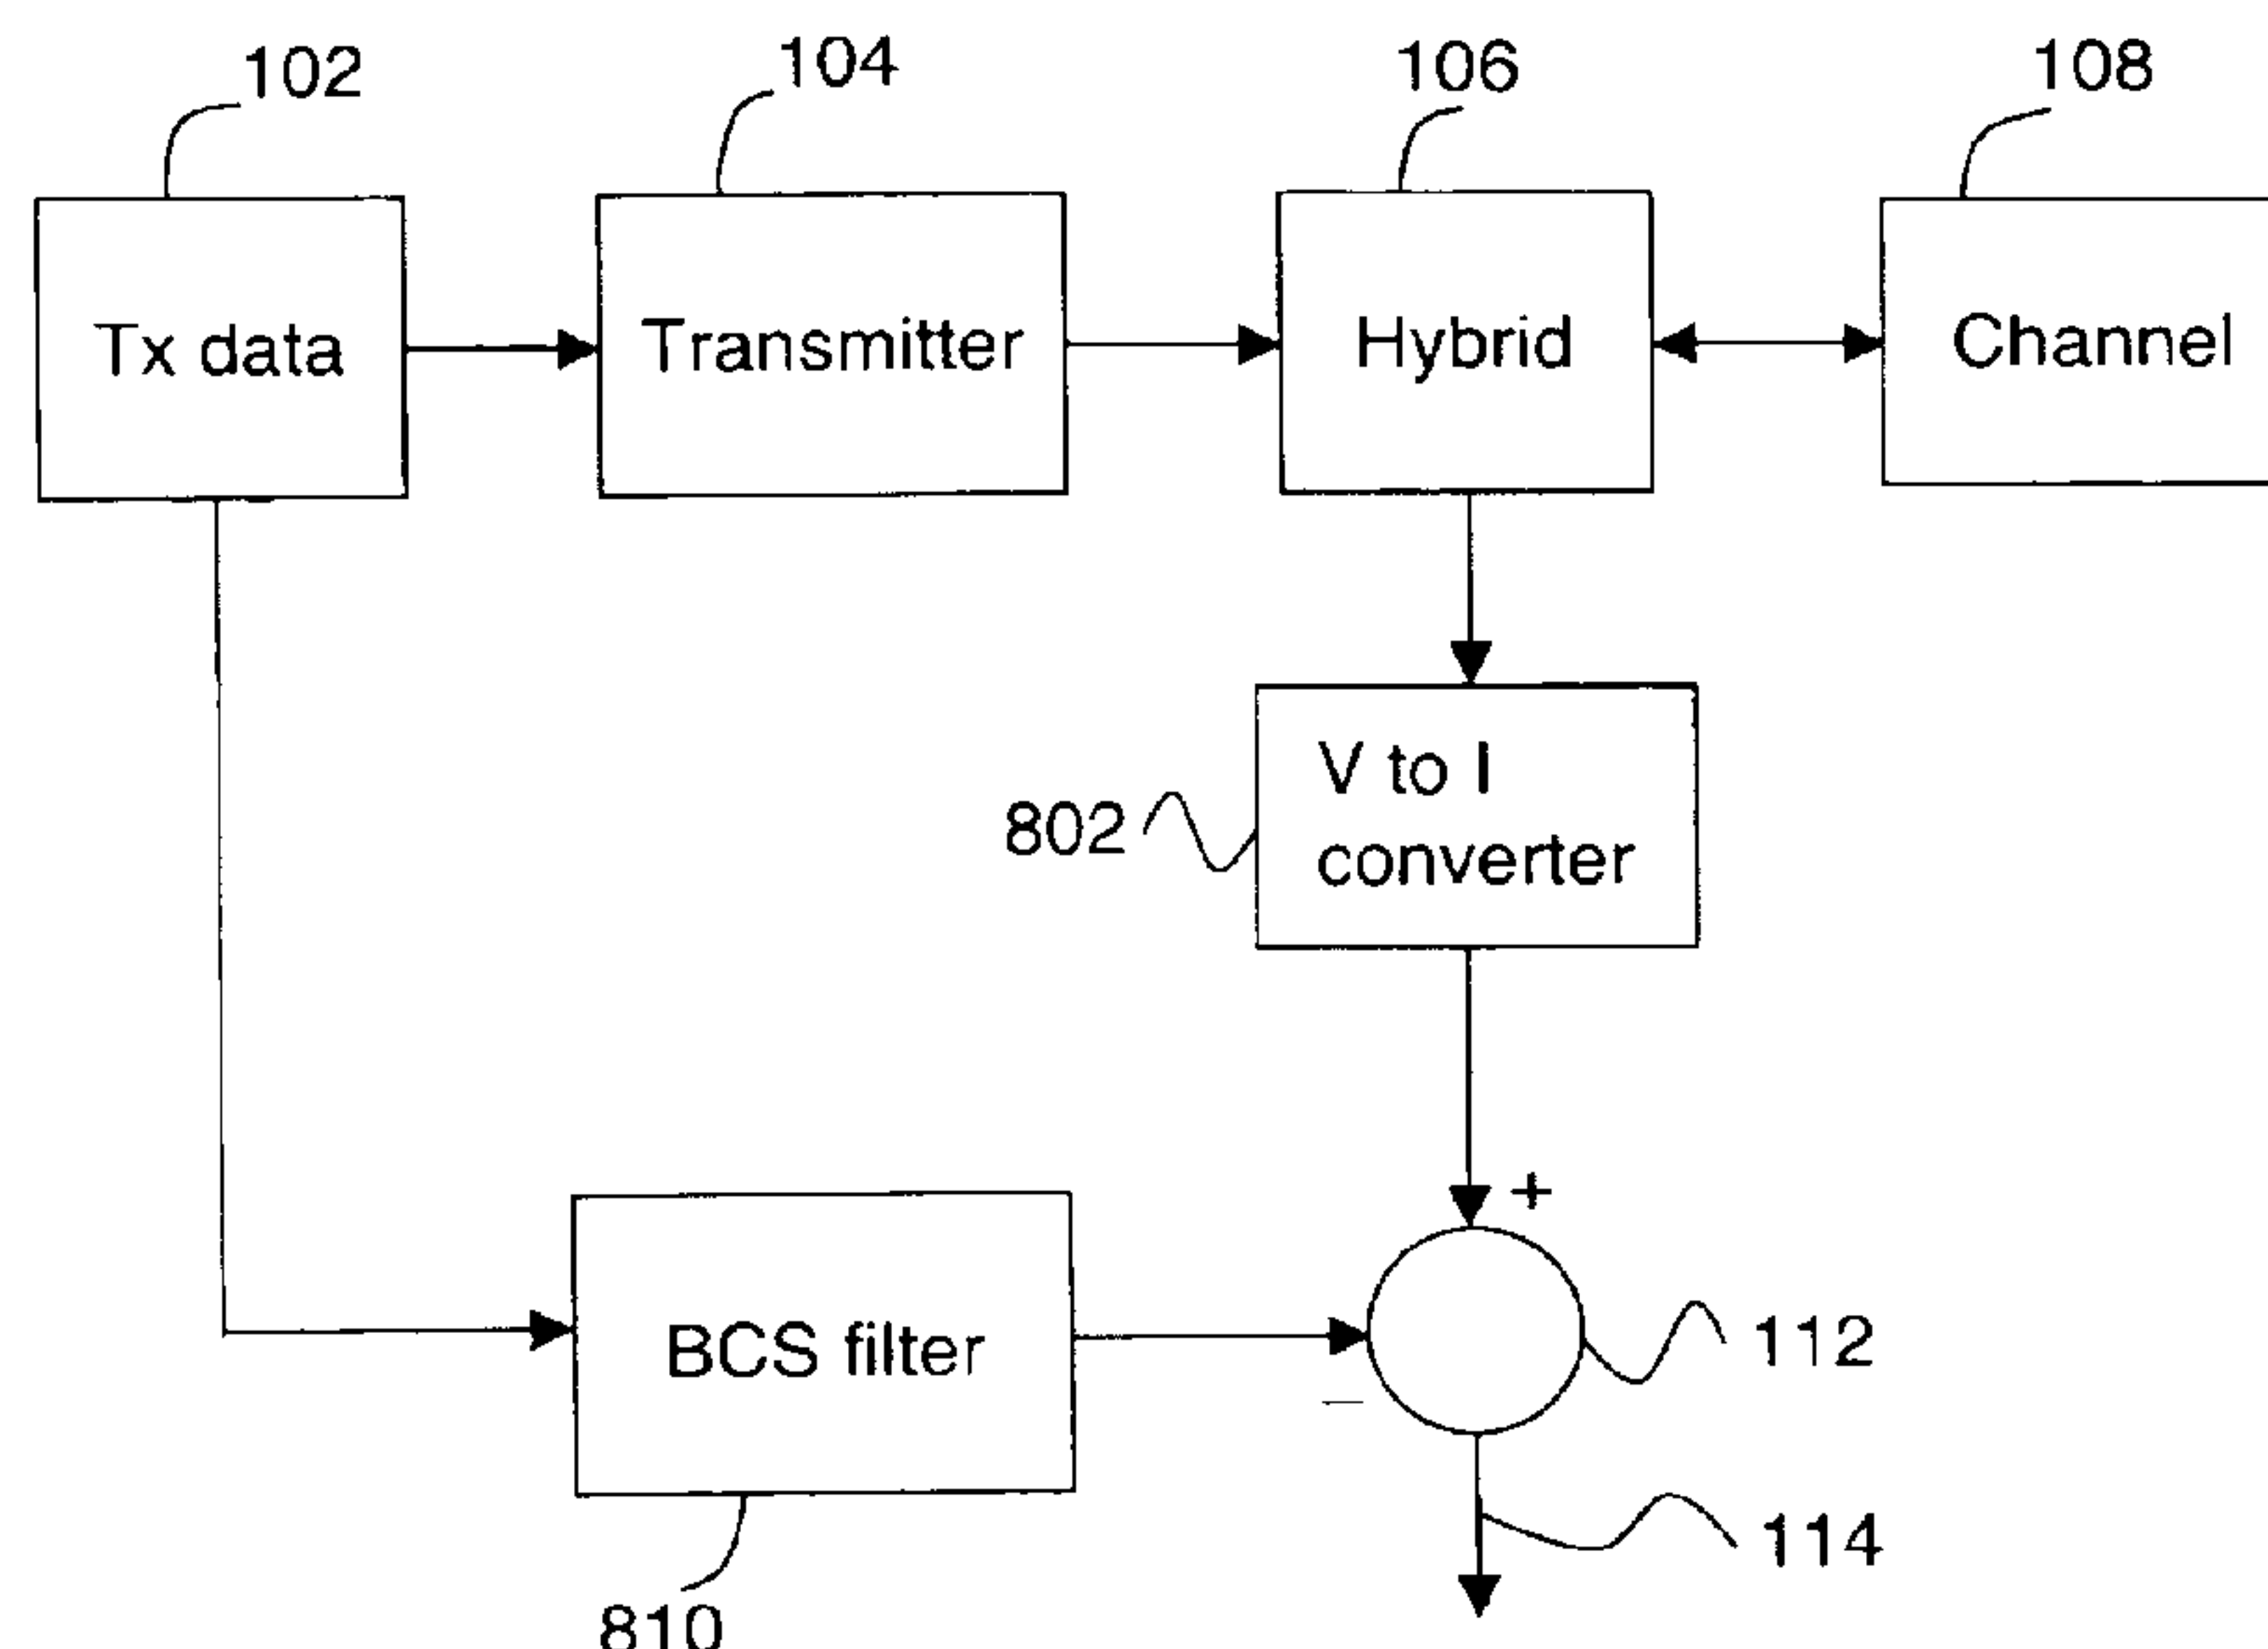 102
104
106
108
Tx data
Transmitter
Hybrid
Channel
V to I
converter
802
+
BCS filter
−
112
114
810